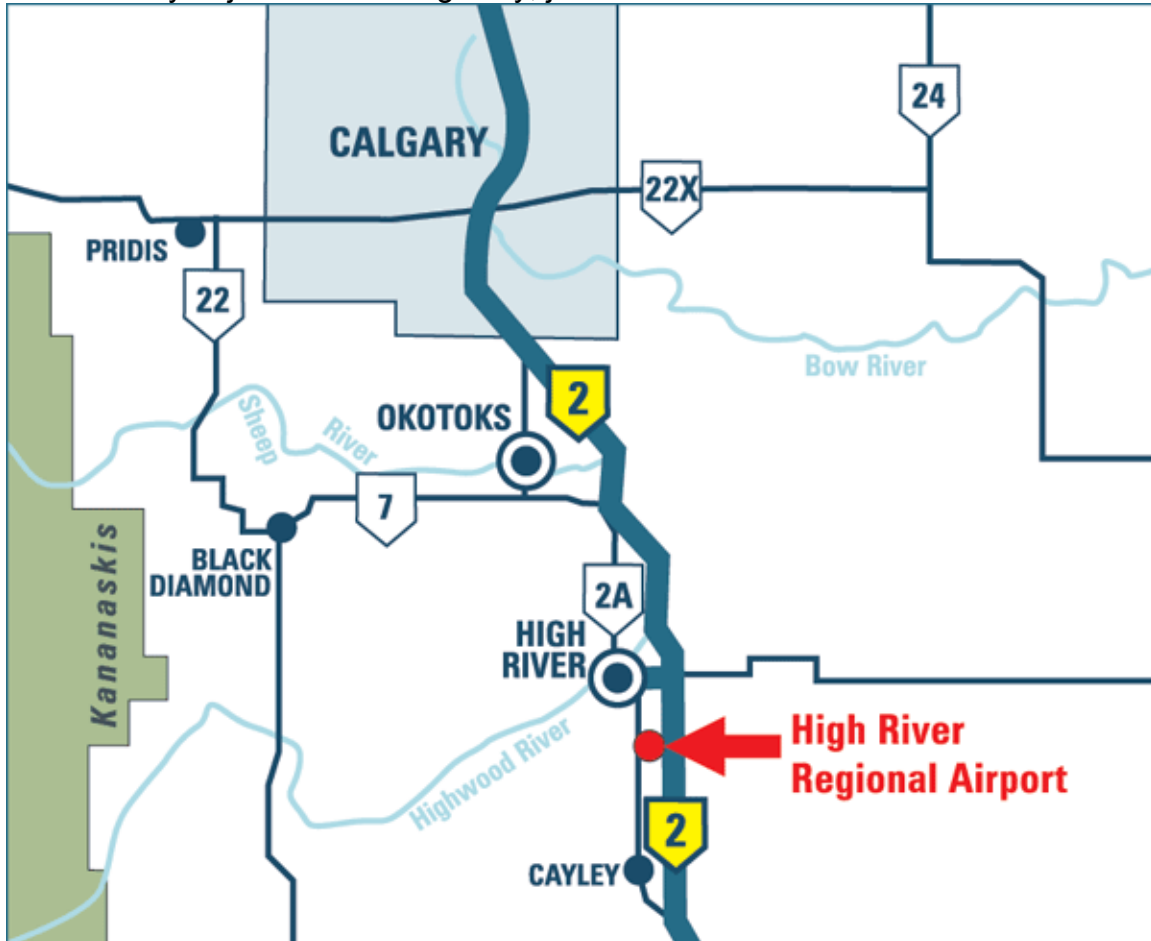 CALGARY
24
22X
PRIDIS
22
Bow River
2
OKOTOKS
Sheep
River
7
BLACK
DIAMOND
Kananaskis
2A
HIGH
RIVER
High River
Regional Airport
Highwood River
2
CAYLEY